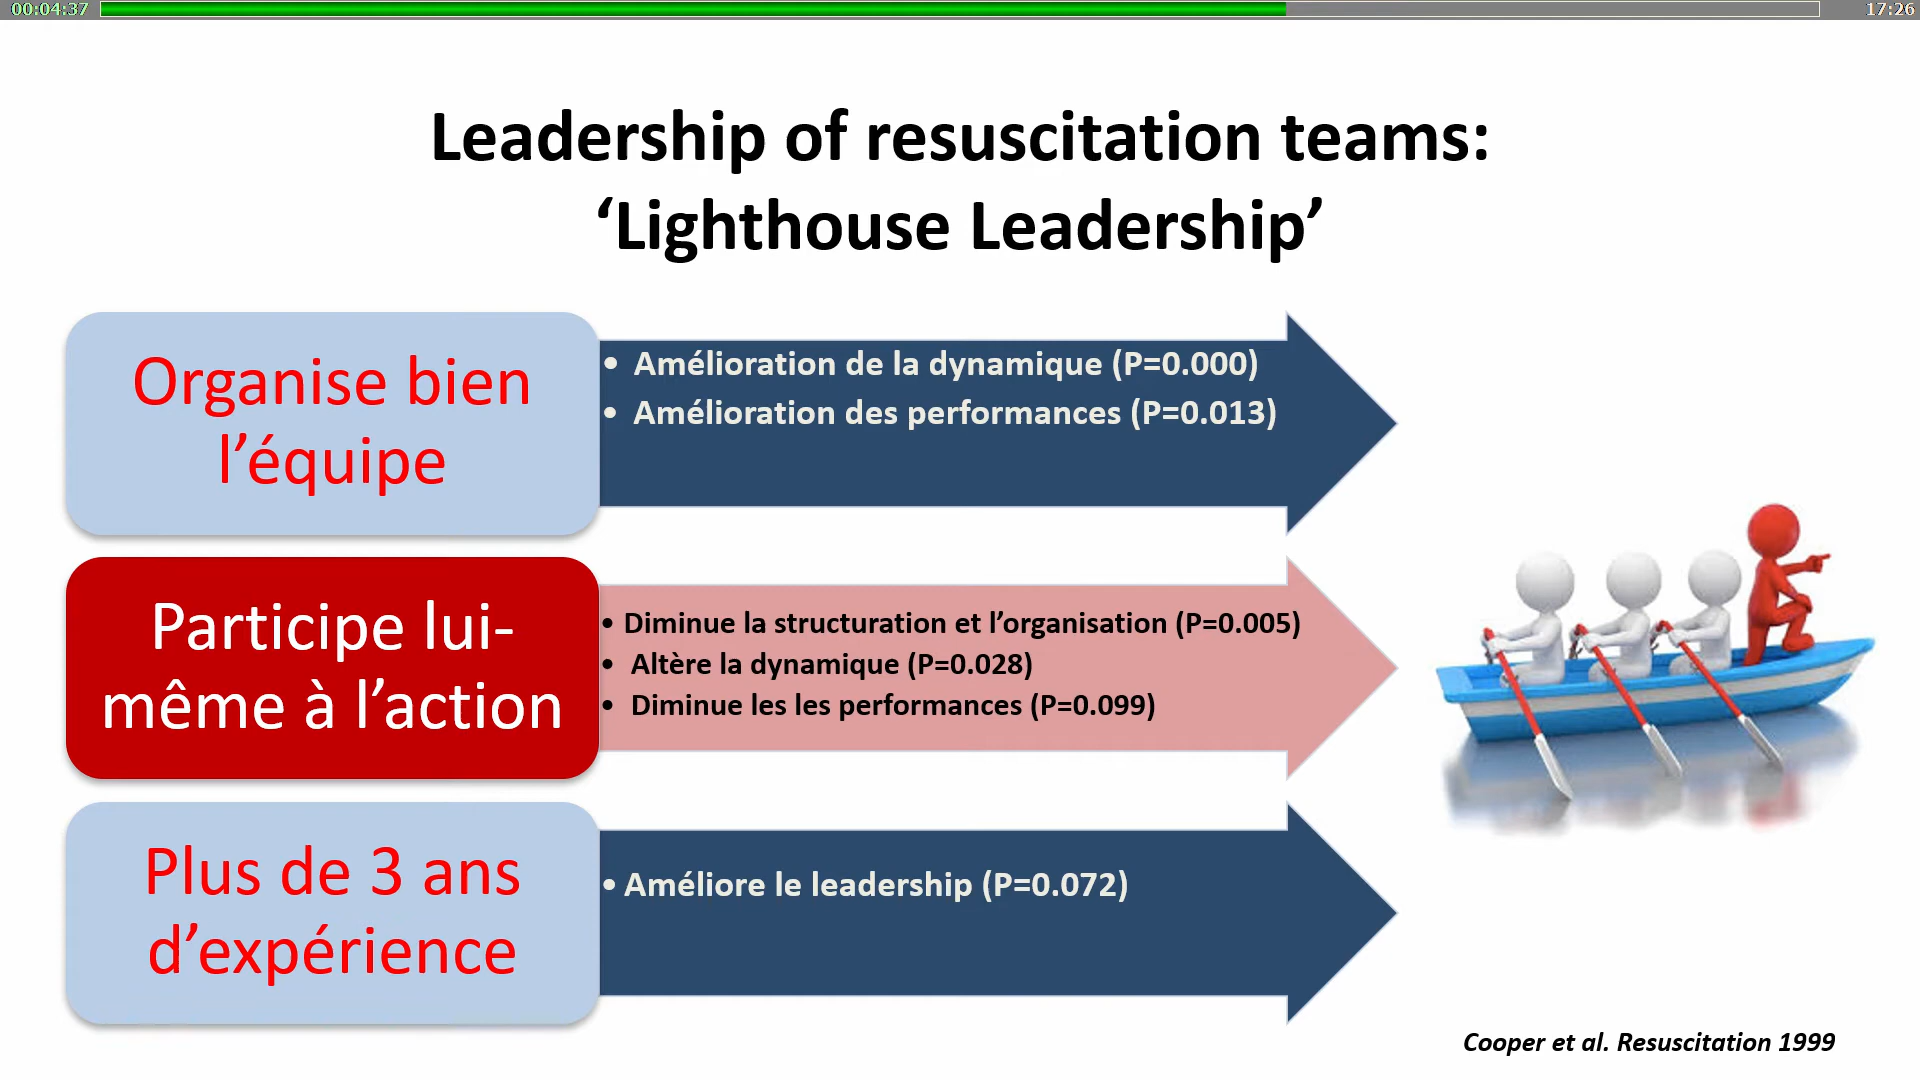 00:04:37
17:26
Leadership of resuscitation teams:
‘Lighthouse Leadership’
Organise bien
l’équipe
• Amélioration de la dynamique (P=0.000)
• Amélioration des performances (P=0.013)
Participe lui-
même à l’action
• Diminue la structuration et l’organisation (P=0.005)
• Altère la dynamique (P=0.028)
• Diminue les les performances (P=0.099)
Plus de 3 ans
d’expérience
• Améliore le leadership (P=0.072)
Cooper et al. Resuscitation 1999